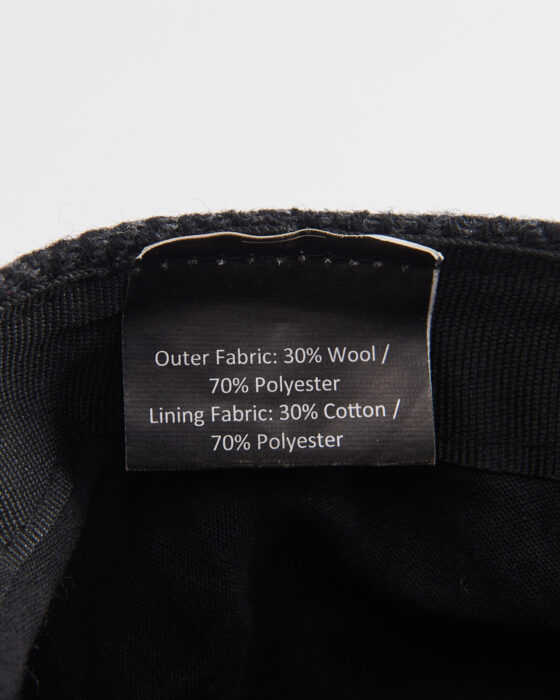 Outer Fabric: 30% Wool /
70% Polyester
Lining Fabric: 30% Cotton /
70% Polyester